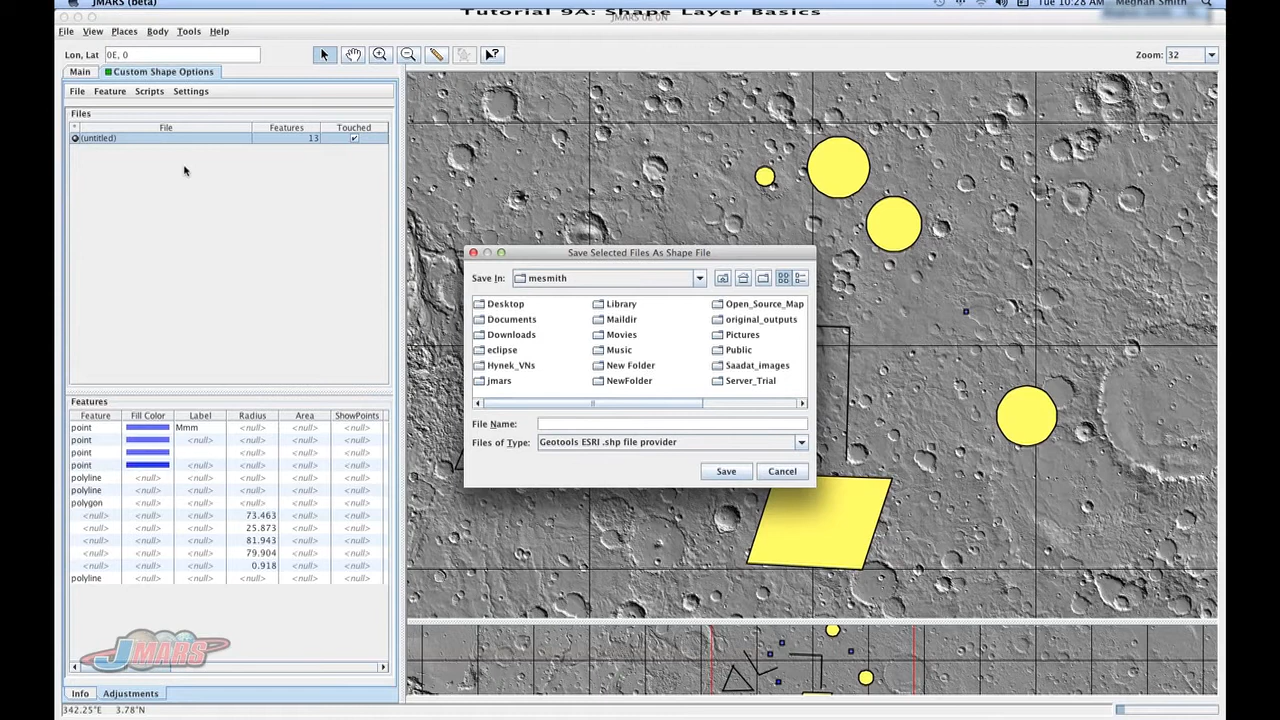 JMARS (beta)
Tue 10:28 AM
Meghan Smith
Tutorial 9A: Shape Layer Basics
File View Places Body Tools Help
Lon, Lat 0E, 0
Zoom: 32
Main Custom Shape Options
File Feature Scripts Settings
Files
* File Features Touched
(untitled) 13
Features
Feature Fill Color Label Radius Area ShowPoints
point Mmm <null> <null> <null>
point <null> <null> <null> <null>
point <null> <null> <null>
point <null> <null> <null> <null>
polyline <null> <null> <null> <null> <null>
polyline <null> <null> <null> <null> <null>
polygon <null> <null> <null> <null> <null>
<null> <null> <null> 73.463 <null> <null>
<null> <null> <null> 25.873 <null> <null>
<null> <null> <null> 81.943 <null> <null>
<null> <null> <null> 79.904 <null> <null>
<null> <null> <null> 0.918 <null> <null>
polyline <null> <null> <null> <null> <null>
JMARS
Info Adjustments
342.25°E 3.78°N
Save Selected Files As Shape File
Save In: mesmith
Desktop Library Open_Source_Map
Documents Maildir original_outputs
Downloads Movies Pictures
eclipse Music Public
Hynek_VNs New Folder Saadat_images
jmars NewFolder Server_Trial
File Name:
Files of Type: Geotools ESRI .shp file provider
Save Cancel